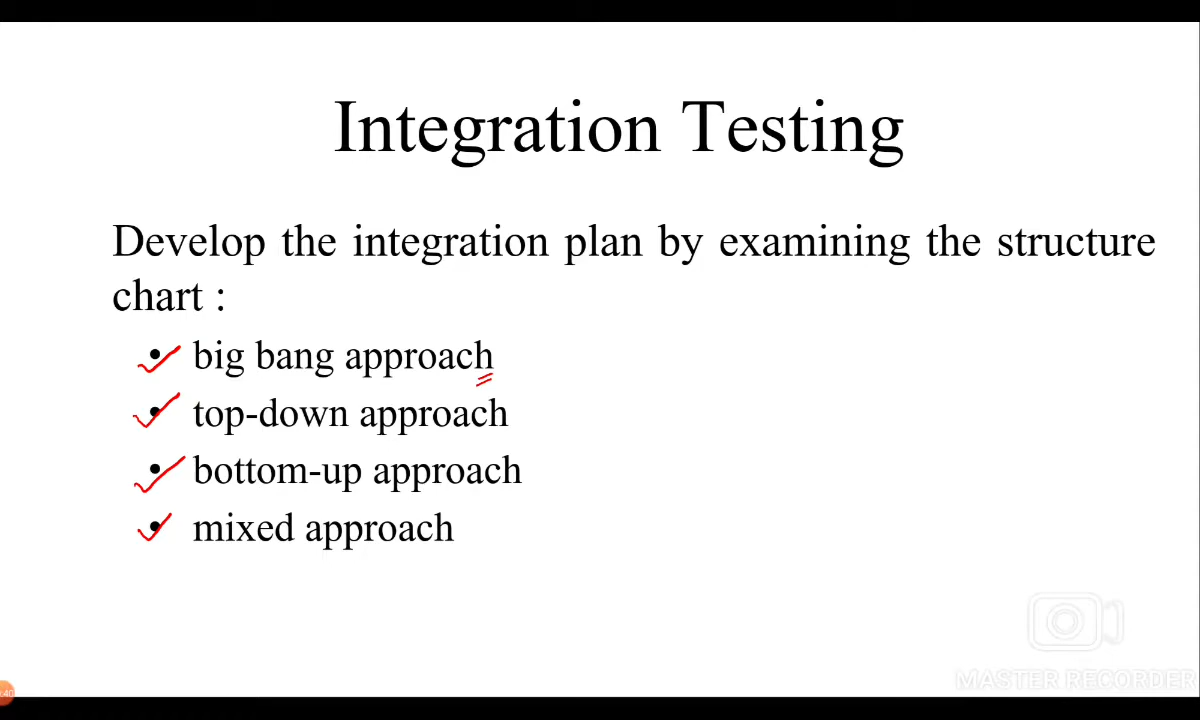 Integration Testing
Develop the integration plan by examining the structure
chart :
• big bang approach
• top-down approach
• bottom-up approach
• mixed approach
MASTER RECORDER
:40